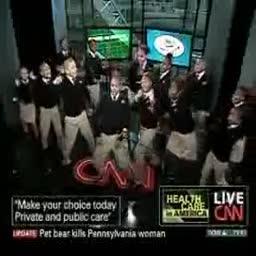 CNN
"Make your choice today
Private and public care"
HEALTH
CARE
in AMERICA
LIVE
CNN
UPDATE Pet bear kills Pennsylvania woman